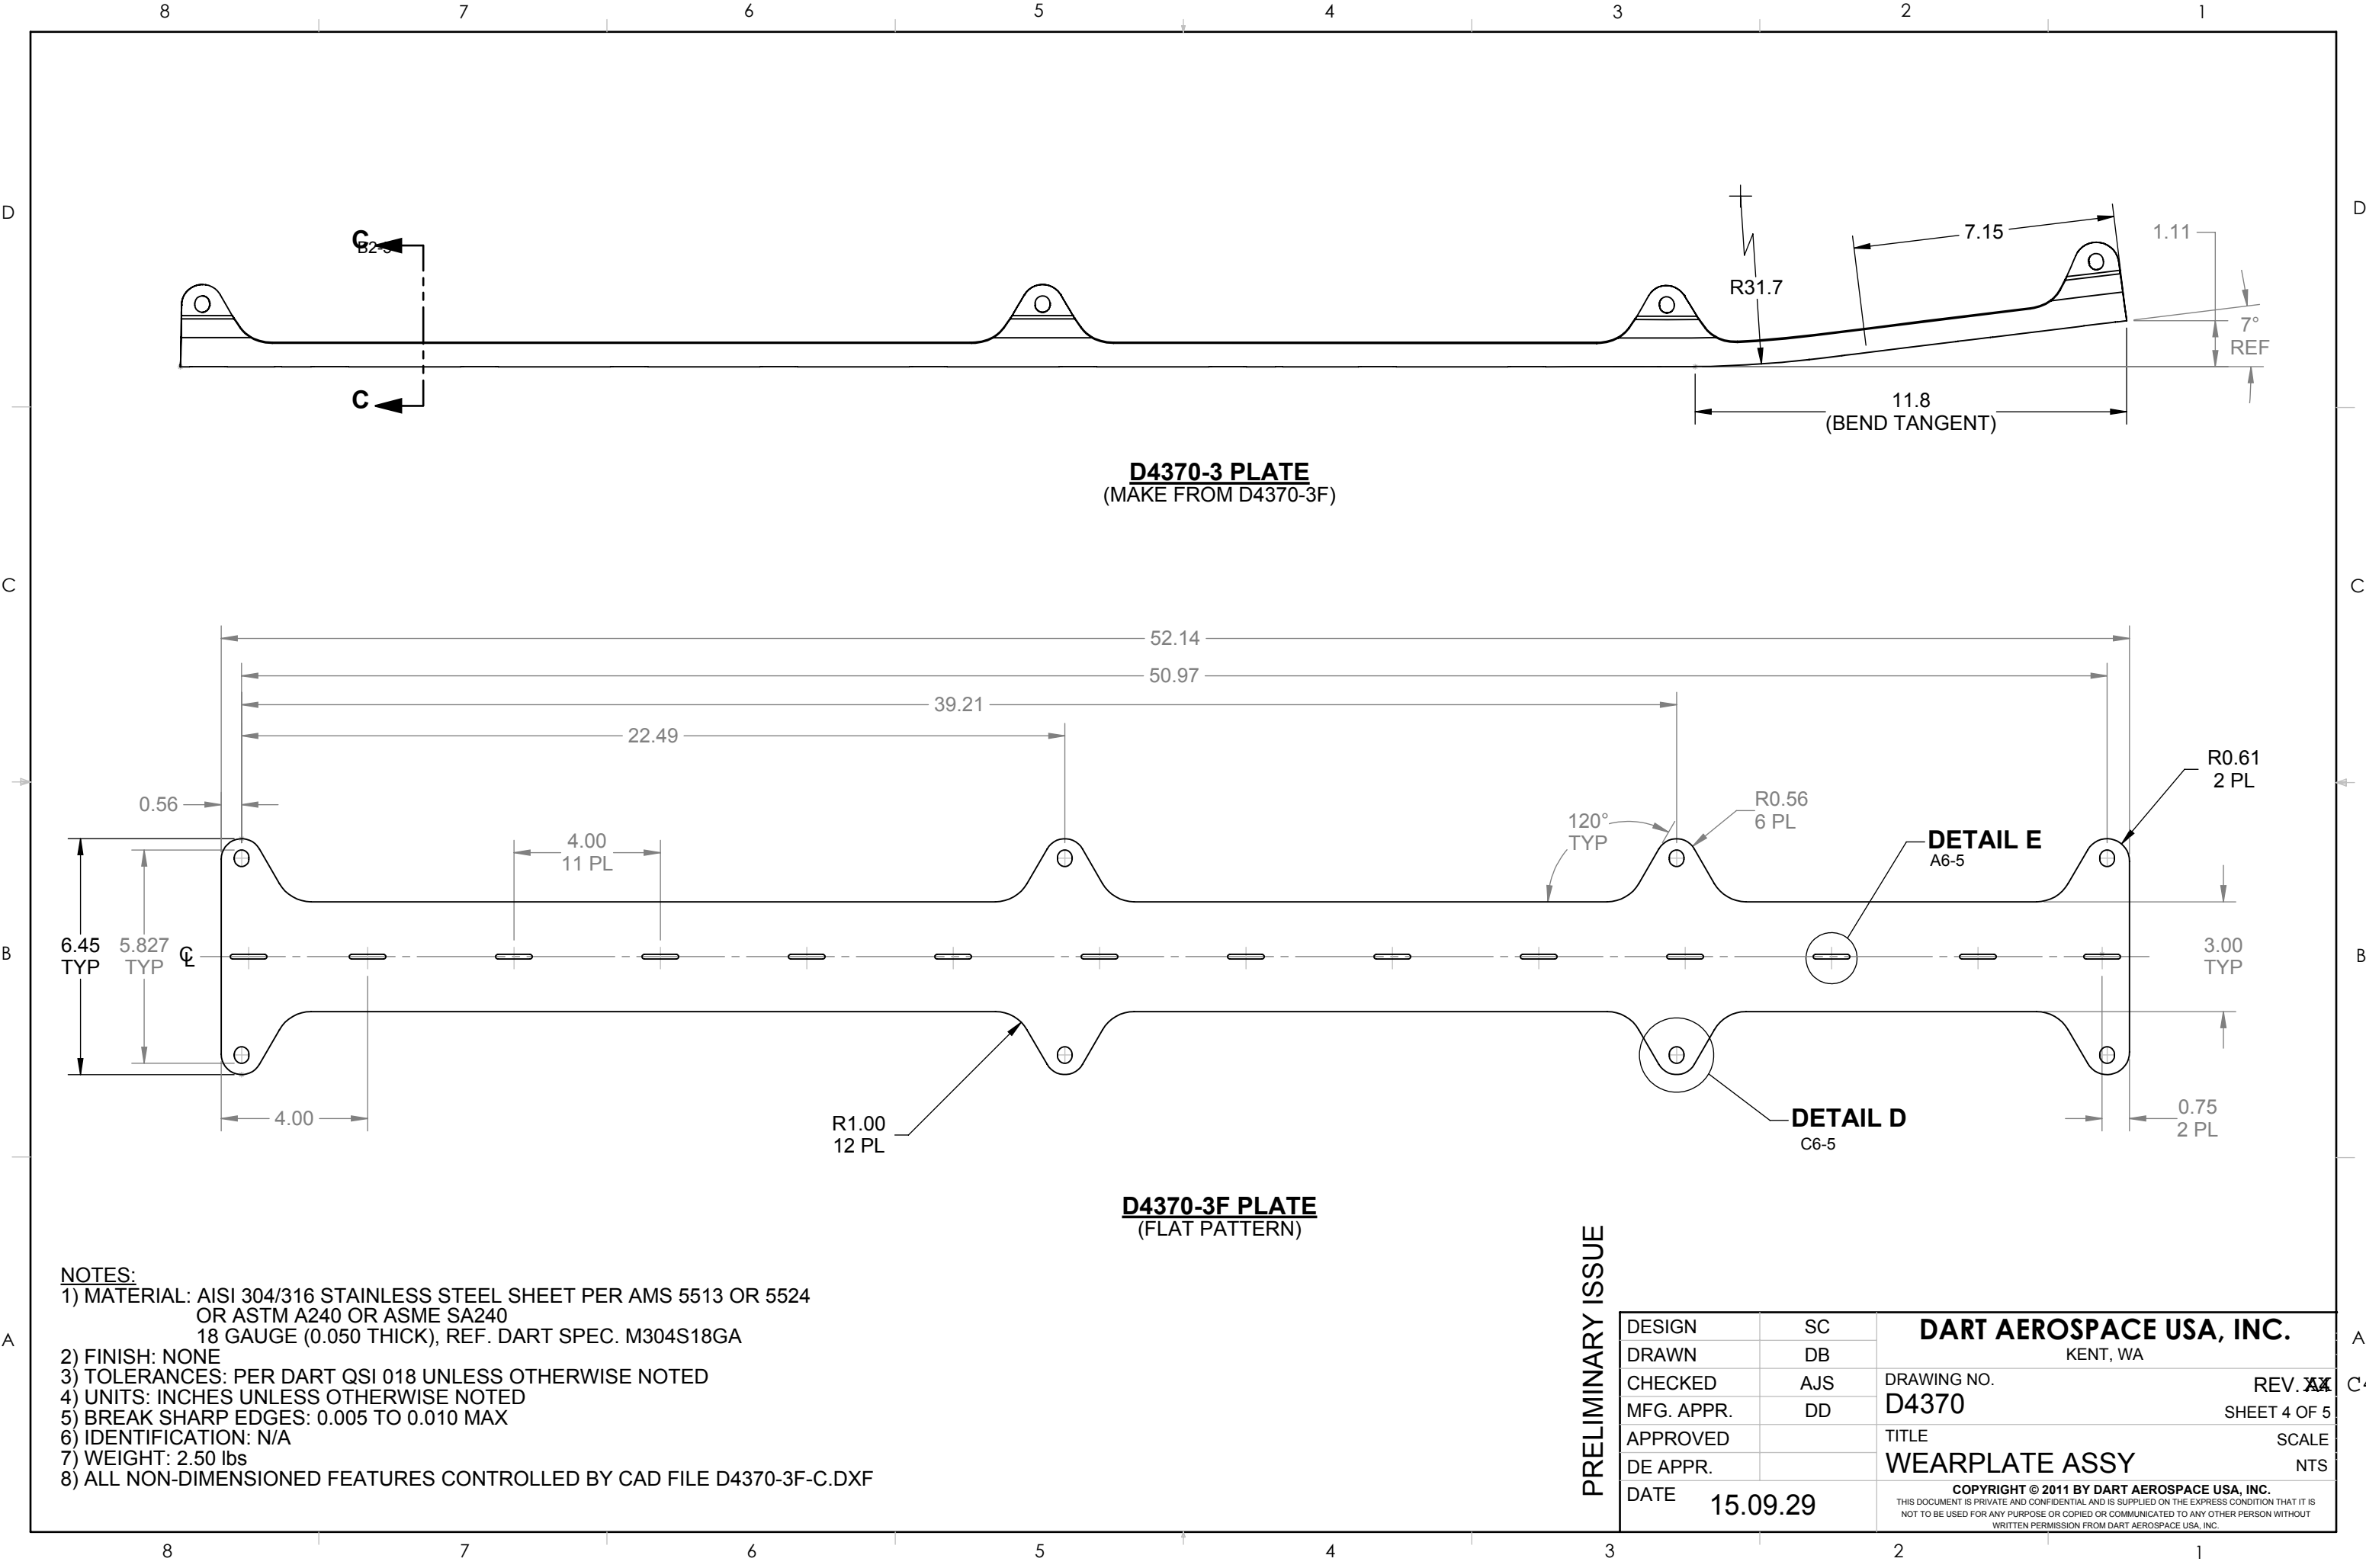 8 7 6 5 4 3 2 1
D D
C
B2-3
C
R31.7
7.15
1.11
7°
REF
11.8
(BEND TANGENT)
D4370-3 PLATE
(MAKE FROM D4370-3F)
C C
52.14
50.97
39.21
22.49
0.56
4.00
11 PL
120°
TYP
R0.56
6 PL
R0.61
2 PL
DETAIL E
A6-5
B B
6.45
TYP
5.827
TYP
CL
3.00
TYP
4.00
R1.00
12 PL
DETAIL D
C6-5
0.75
2 PL
D4370-3F PLATE
(FLAT PATTERN)
NOTES:
1) MATERIAL: AISI 304/316 STAINLESS STEEL SHEET PER AMS 5513 OR 5524
OR ASTM A240 OR ASME SA240
18 GAUGE (0.050 THICK), REF. DART SPEC. M304S18GA
2) FINISH: NONE
3) TOLERANCES: PER DART QSI 018 UNLESS OTHERWISE NOTED
4) UNITS: INCHES UNLESS OTHERWISE NOTED
5) BREAK SHARP EDGES: 0.005 TO 0.010 MAX
6) IDENTIFICATION: N/A
7) WEIGHT: 2.50 lbs
8) ALL NON-DIMENSIONED FEATURES CONTROLLED BY CAD FILE D4370-3F-C.DXF
A A
PRELIMINARY ISSUE
DESIGN SC
DRAWN DB
CHECKED AJS
MFG. APPR. DD
APPROVED
DE APPR.
DATE 15.09.29
DART AEROSPACE USA, INC.
KENT, WA
DRAWING NO.
D4370
REV.
SHEET 4 OF 5
TITLE
WEARPLATE ASSY
SCALE
NTS
COPYRIGHT © 2011 BY DART AEROSPACE USA, INC.
THIS DOCUMENT IS PRIVATE AND CONFIDENTIAL AND IS SUPPLIED ON THE EXPRESS CONDITION THAT IT IS
NOT TO BE USED FOR ANY PURPOSE OR COPIED OR COMMUNICATED TO ANY OTHER PERSON WITHOUT
WRITTEN PERMISSION FROM DART AEROSPACE USA, INC.
8 7 6 5 4 3 2 1